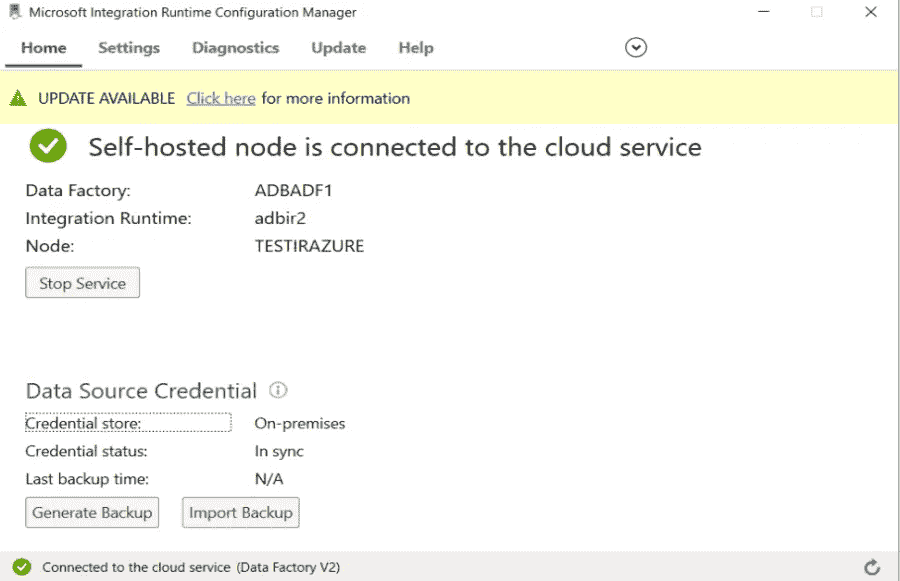 Microsoft Integration Runtime Configuration Manager
Home Settings Diagnostics Update Help
UPDATE AVAILABLE Click here for more information
Self-hosted node is connected to the cloud service
Data Factory: ADBADF1
Integration Runtime: adbir2
Node: TESTIRAZURE
Stop Service
Data Source Credential
Credential store: On-premises
Credential status: In sync
Last backup time: N/A
Generate Backup Import Backup
Connected to the cloud service (Data Factory V2)